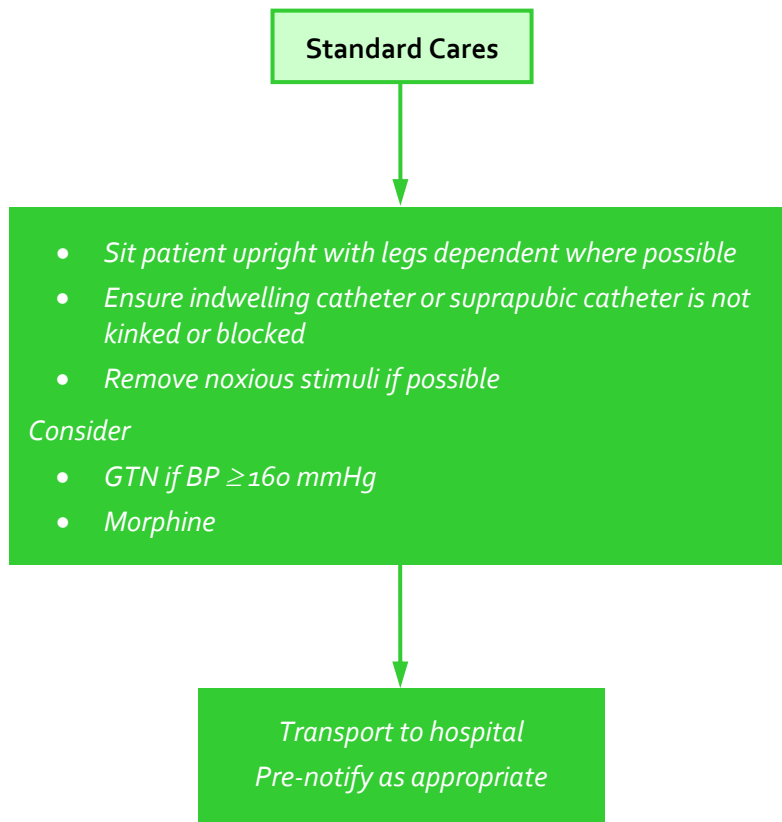 Standard Cares
• Sit patient upright with legs dependent where possible
• Ensure indwelling catheter or suprapubic catheter is not
kinked or blocked
• Remove noxious stimuli if possible
Consider
• GTN if BP ≥160 mmHg
• Morphine
Transport to hospital
Pre-notify as appropriate